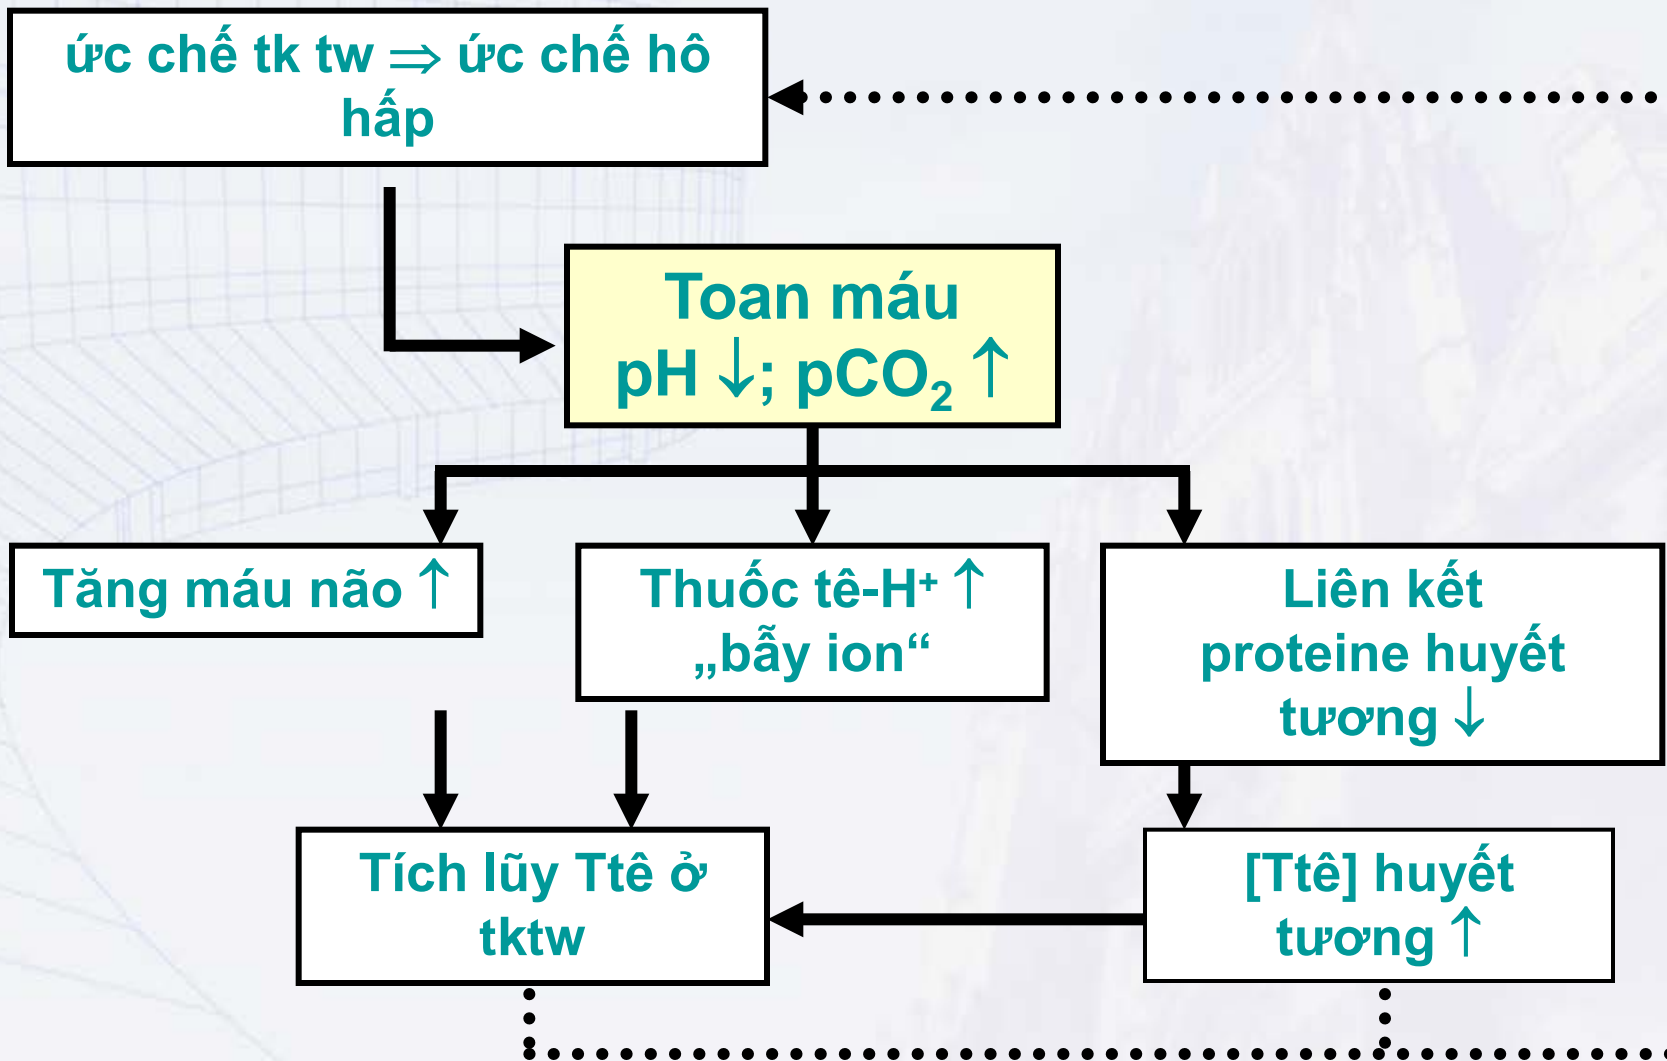 ức chế tk tw ⇒ ức chế hô
hấp
Toan máu
pH ↓; pCO₂ ↑
Tăng máu não ↑
Thuốc tê-H⁺ ↑
„bẫy ion“
Liên kết
proteine huyết
tương ↓
Tích lũy Ttê ở
tktw
[Ttê] huyết
tương ↑